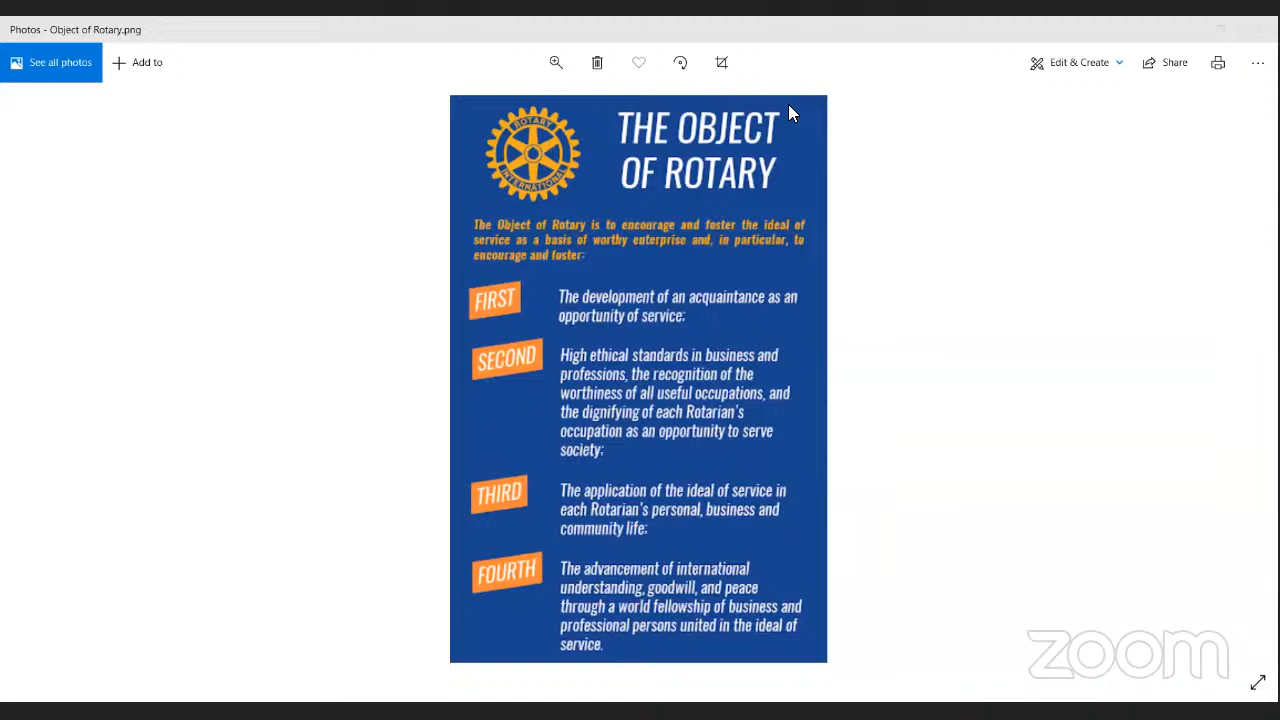 Photos - Object of Rotary.png
See all photos
Add to
Edit & Create
Share
ROTARY
INTERNATIONAL
THE OBJECT
OF ROTARY
The Object of Rotary is to encourage and foster the ideal of
service as a basis of worthy enterprise and, in particular, to
encourage and foster:
FIRST
The development of an acquaintance as an
opportunity of service;
SECOND
High ethical standards in business and
professions, the recognition of the
worthiness of all useful occupations, and
the dignifying of each Rotarian's
occupation as an opportunity to serve
society;
THIRD
The application of the ideal of service in
each Rotarian's personal, business and
community life;
FOURTH
The advancement of international
understanding, goodwill, and peace
through a world fellowship of business and
professional persons united in the ideal of
service.
zoom